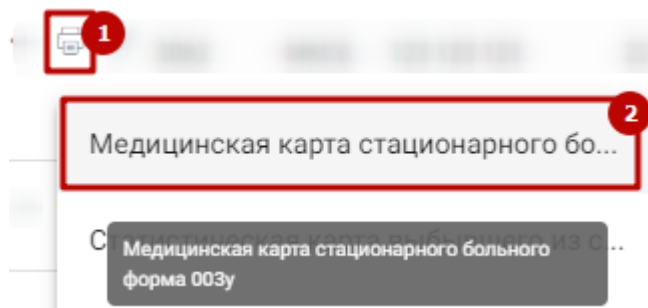 1
2
Медицинская карта стационарного бо...
С
Медицинская карта стационарного больного
форма 003у